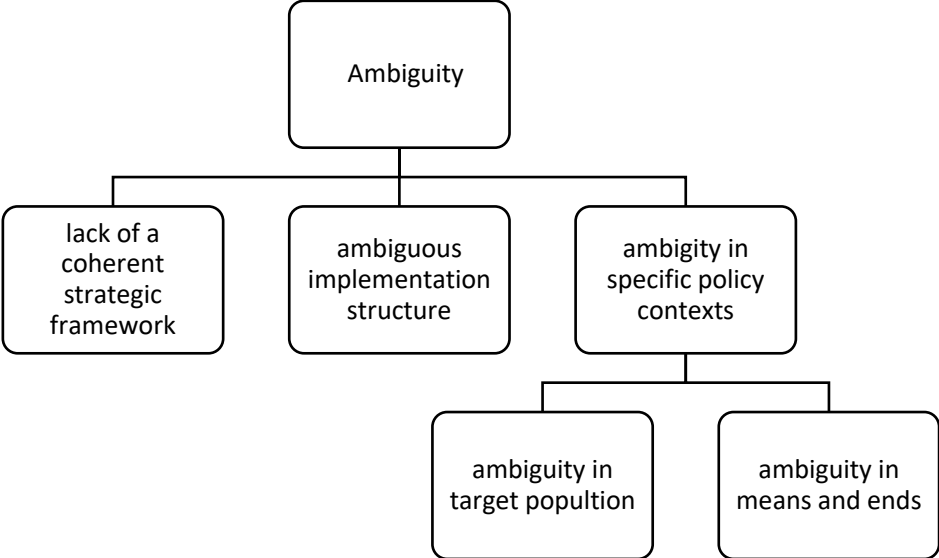 Ambiguity
lack of a
coherent
strategic
framework
ambiguous
implementation
structure
ambigity in
specific policy
contexts
ambiguity in
target popultion
ambiguity in
means and ends